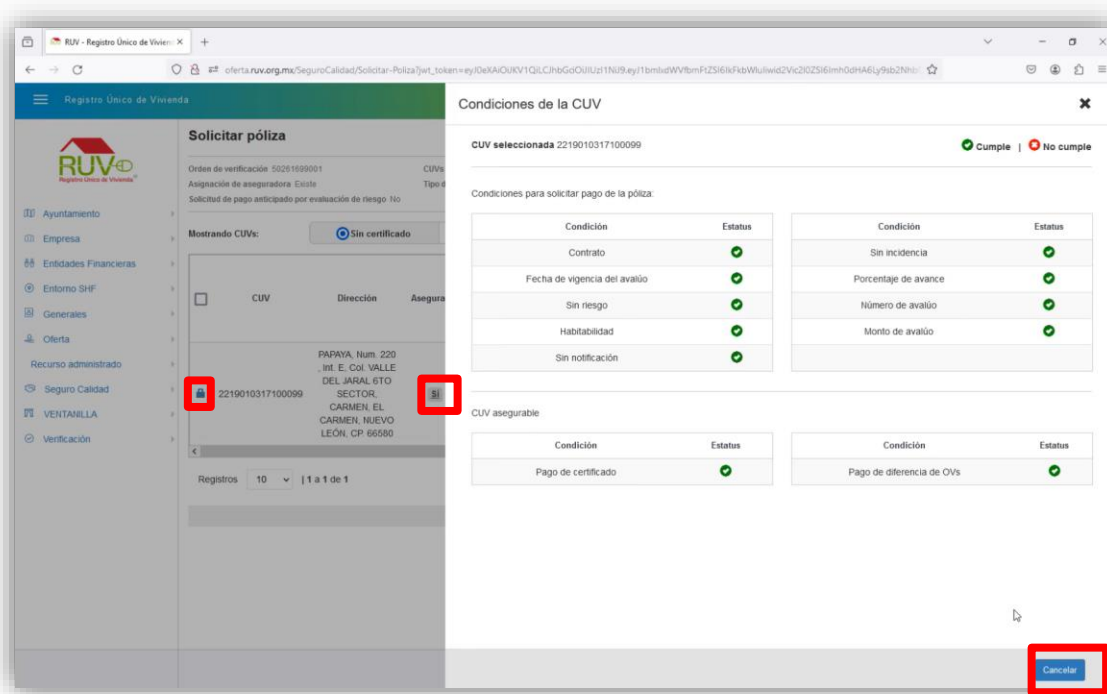 RUV - Registro Único de Vivien
oferta.ruv.org.mx/SeguroCalidad/Solicitar-Poliza?jwt_token=
Registro Único de Vivienda
RUV
Registro Único de Vivienda
Ayuntamiento
Empresa
Entidades Financieras
Entorno SHF
Generales
Oferta
Recurso administrado
Seguro Calidad
VENTANILLA
Verificación
Solicitar póliza
Orden de verificación 50261699001
CUVs
Asignación de aseguradora Existe
Tipo d
Solicitud de pago anticipado por evaluación de riesgo No
Mostrando CUVs:
Sin certificado
CUV Dirección Asegura
2219010317100099
PAPAYA, Num. 220
, Int. E, Col. VALLE
DEL JARAL 6TO
SECTOR,
CARMEN, EL
CARMEN, NUEVO
LEÓN, CP. 66580
SI
Registros 10 | 1 a 1 de 1
Condiciones de la CUV
CUV seleccionada 2219010317100099
Cumple | No cumple
Condiciones para solicitar pago de la póliza:
Condición Estatus
Contrato
Fecha de vigencia del avalúo
Sin riesgo
Habitabilidad
Sin notificación
Condición Estatus
Sin incidencia
Porcentaje de avance
Número de avalúo
Monto de avalúo
CUV asegurable
Condición Estatus
Pago de certificado
Condición Estatus
Pago de diferencia de OVs
Cancelar